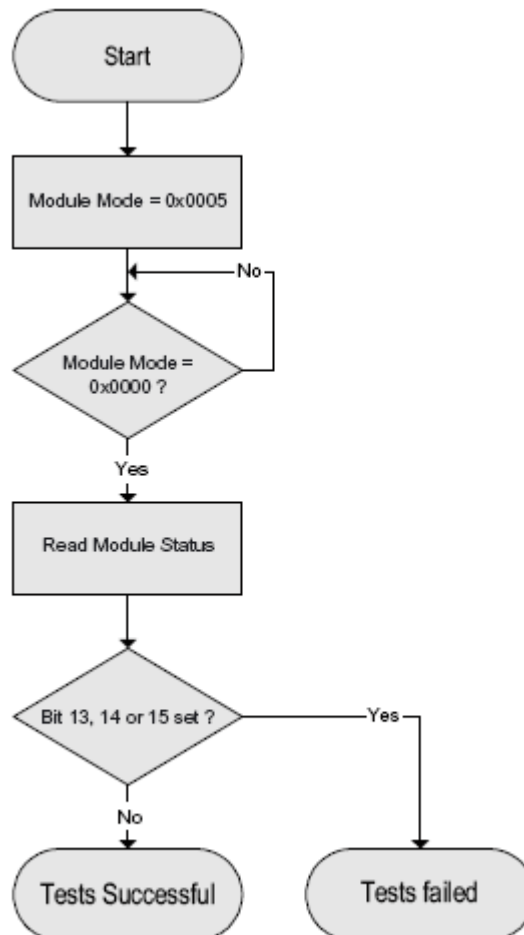 Start
Module Mode = 0x0005
No
Module Mode =
0x0000 ?
Yes
Read Module Status
Bit 13, 14 or 15 set ?
Yes
No
Tests Successful
Tests failed